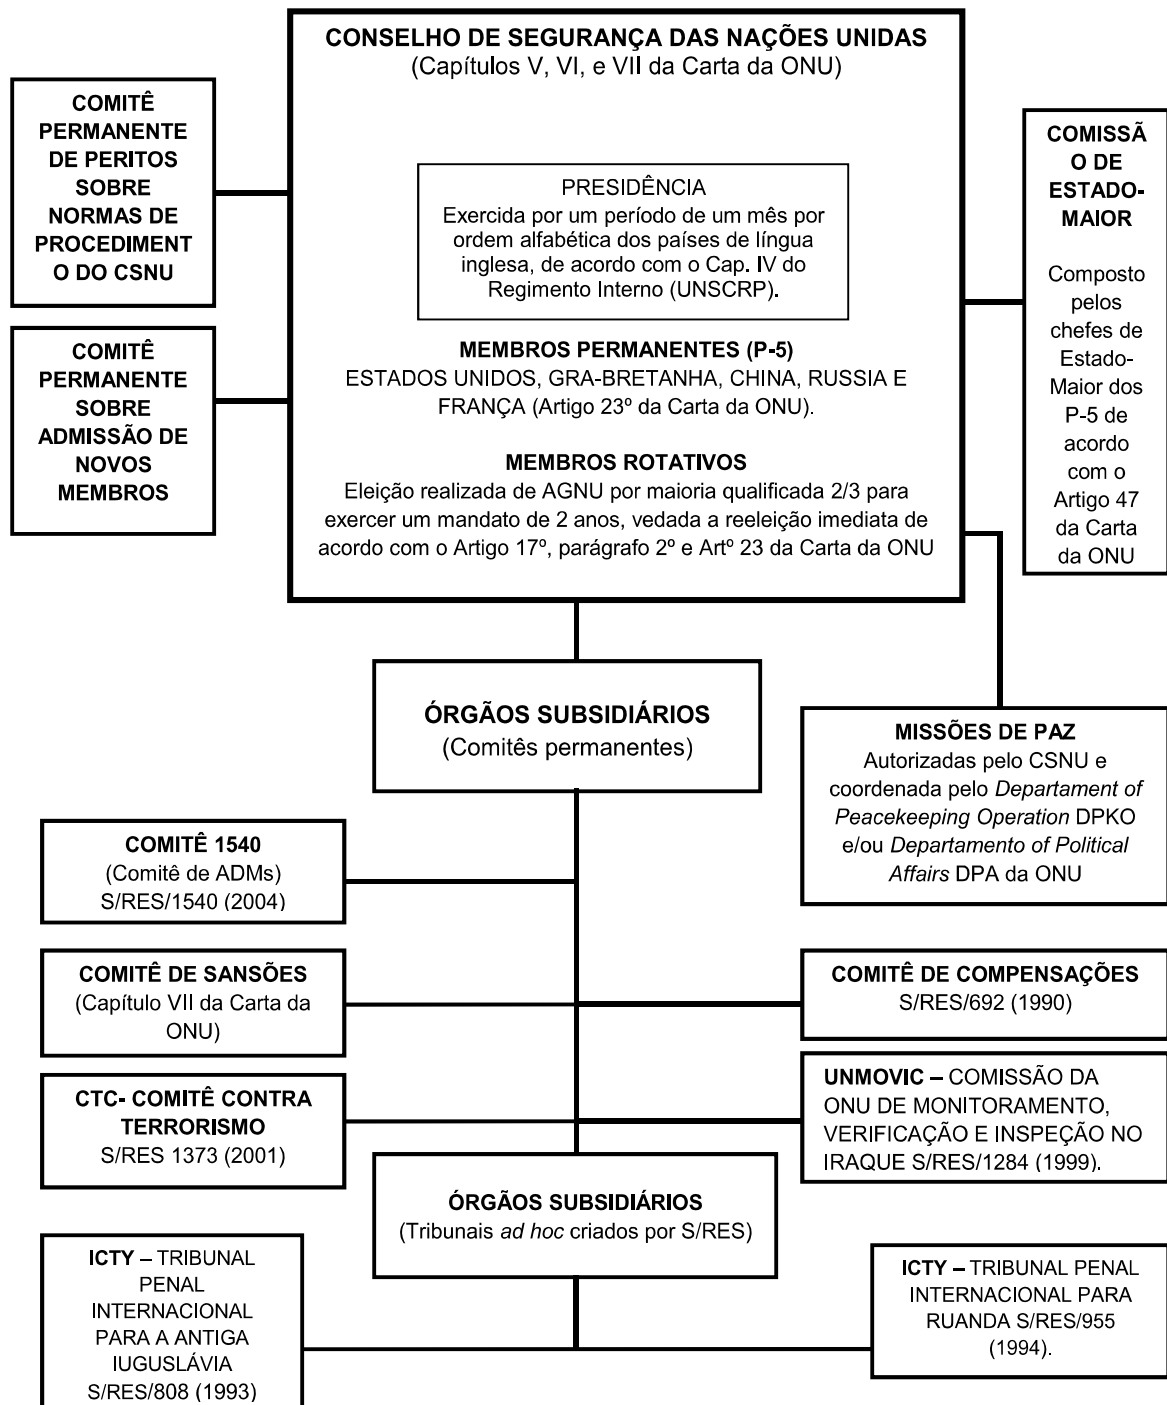 CONSELHO DE SEGURANÇA DAS NAÇÕES UNIDAS
(Capítulos V, VI, e VII da Carta da ONU)
COMITÊ
PERMANENTE
DE PERITOS
SOBRE
NORMAS DE
PROCEDIMENT
O DO CSNU
COMISSÃ
O DE
ESTADO-
MAIOR
Composto
pelos
chefes de
Estado-
Maior dos
P-5 de
acordo
com o
Artigo 47
da Carta
da ONU
PRESIDÊNCIA
Exercida por um período de um mês por
ordem alfabética dos países de língua
inglesa, de acordo com o Cap. IV do
Regimento Interno (UNSCRP).
COMITÊ
PERMANENTE
SOBRE
ADMISSÃO DE
NOVOS
MEMBROS
MEMBROS PERMANENTES (P-5)
ESTADOS UNIDOS, GRA-BRETANHA, CHINA, RUSSIA E
FRANÇA (Artigo 23º da Carta da ONU).
MEMBROS ROTATIVOS
Eleição realizada de AGNU por maioria qualificada 2/3 para
exercer um mandato de 2 anos, vedada a reeleição imediata de
acordo com o Artigo 17º, parágrafo 2º e Artº 23 da Carta da ONU
ÓRGÃOS SUBSIDIÁRIOS
(Comitês permanentes)
MISSÕES DE PAZ
Autorizadas pelo CSNU e
coordenada pelo Departament of
Peacekeeping Operation DPKO
e/ou Departamento of Political
Affairs DPA da ONU
COMITÊ 1540
(Comitê de ADMs)
S/RES/1540 (2004)
COMITÊ DE SANSÕES
(Capítulo VII da Carta da
ONU)
COMITÊ DE COMPENSAÇÕES
S/RES/692 (1990)
CTC- COMITÊ CONTRA
TERRORISMO
S/RES 1373 (2001)
UNMOVIC – COMISSÃO DA
ONU DE MONITORAMENTO,
VERIFICAÇÃO E INSPEÇÃO NO
IRAQUE S/RES/1284 (1999).
ÓRGÃOS SUBSIDIÁRIOS
(Tribunais ad hoc criados por S/RES)
ICTY – TRIBUNAL
PENAL
INTERNACIONAL
PARA A ANTIGA
IUGUSLÁVIA
S/RES/808 (1993)
ICTY – TRIBUNAL PENAL
INTERNACIONAL PARA
RUANDA S/RES/955
(1994).